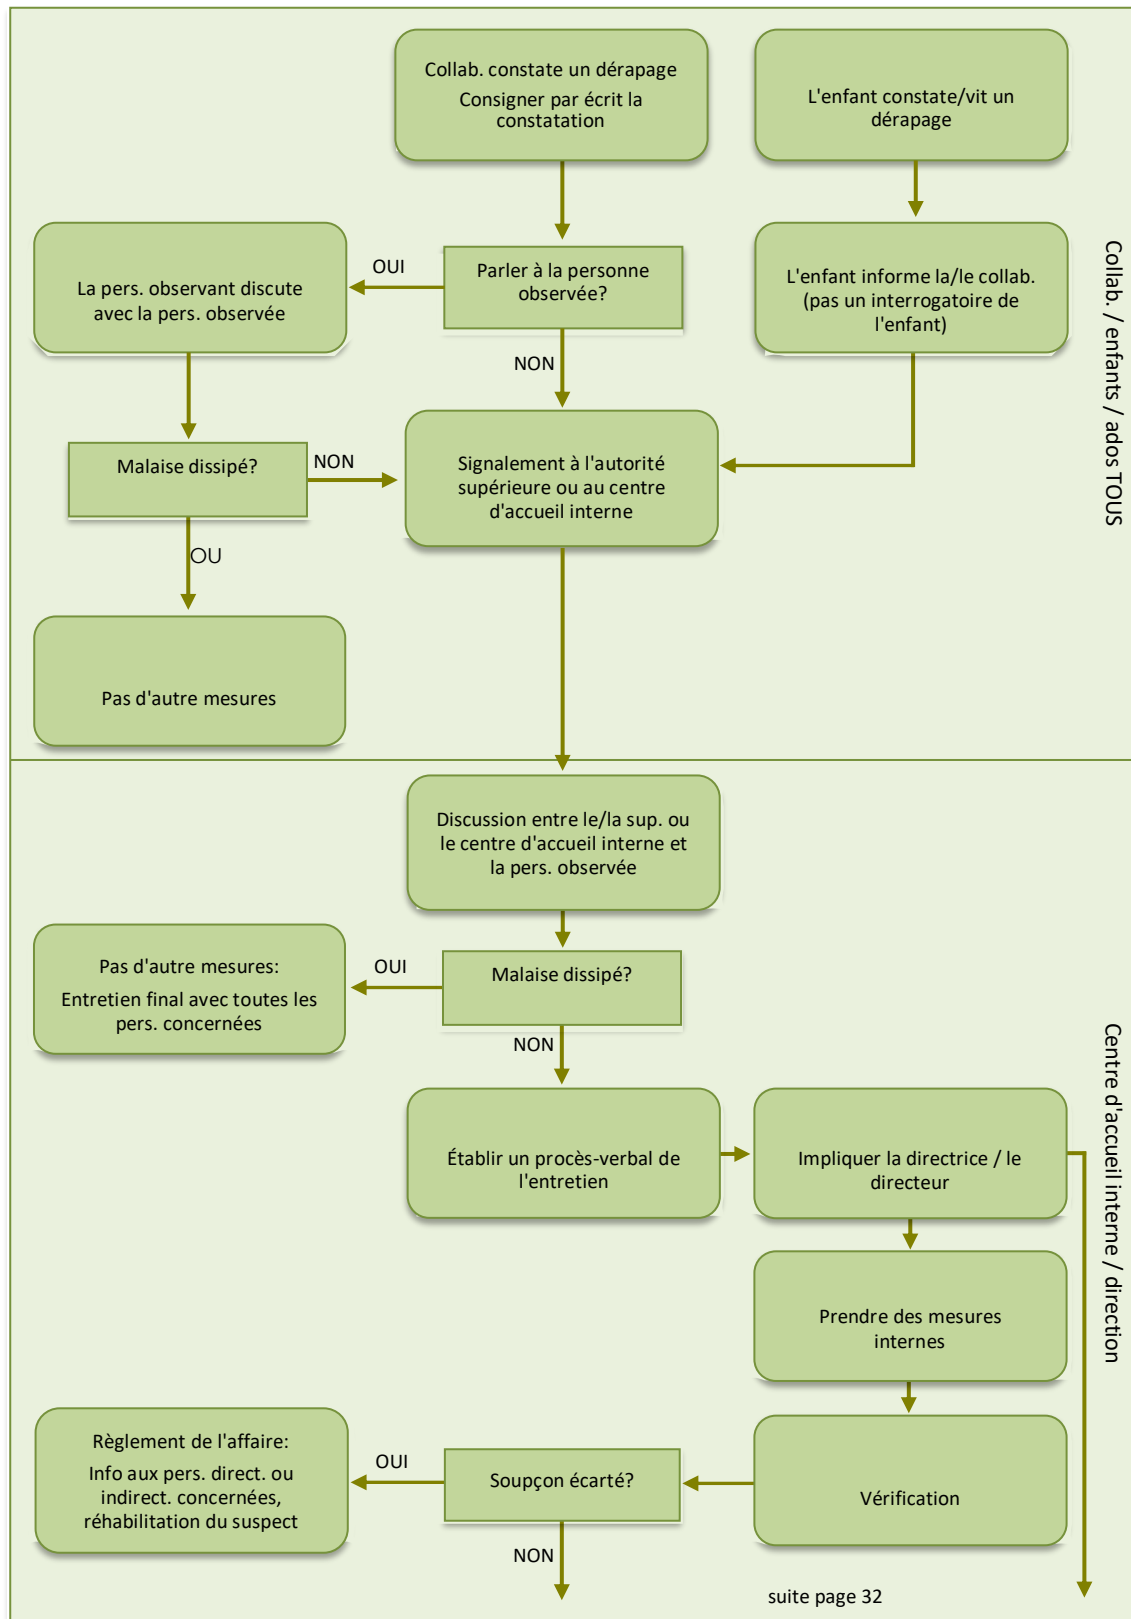 Collab. constate un dérapage
Consigner par écrit la
constatation
L'enfant constate/vit un
dérapage
La pers. observant discute
avec la pers. observée
OUI
Parler à la personne
observée?
L'enfant informe la/le collab.
(pas un interrogatoire de
l'enfant)
NON
Malaise dissipé?
NON
Signalement à l'autorité
supérieure ou au centre
d'accueil interne
OU
Pas d'autre mesures
Collab. / enfants / ados TOUS
Discussion entre le/la sup. ou
le centre d'accueil interne et
la pers. observée
Pas d'autre mesures:
Entretien final avec toutes les
pers. concernées
OUI
Malaise dissipé?
NON
Établir un procès-verbal de
l'entretien
Impliquer la directrice / le
directeur
Prendre des mesures
internes
Règlement de l'affaire:
Info aux pers. direct. ou
indirect. concernées,
réhabilitation du suspect
OUI
Soupçon écarté?
Vérification
NON
suite page 32
Centre d'accueil interne / direction